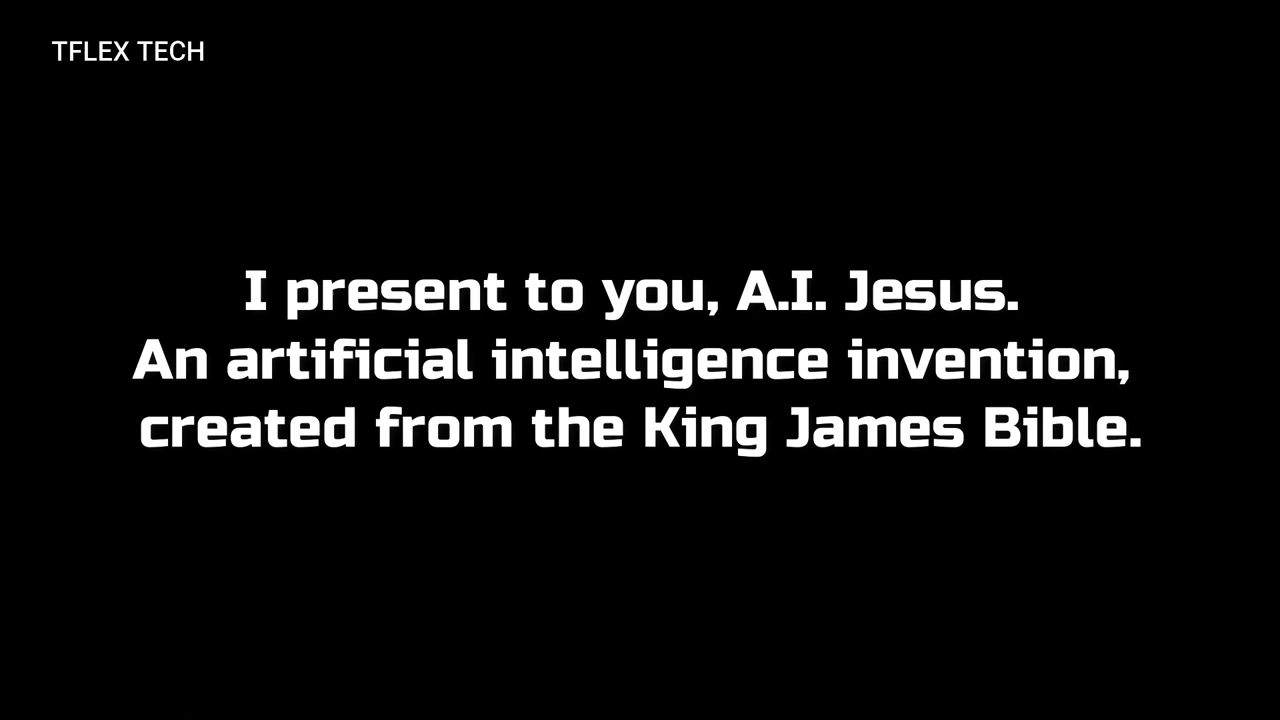 TFLEX TECH
I present to you, A.I. Jesus.
An artificial intelligence invention,
created from the King James Bible.